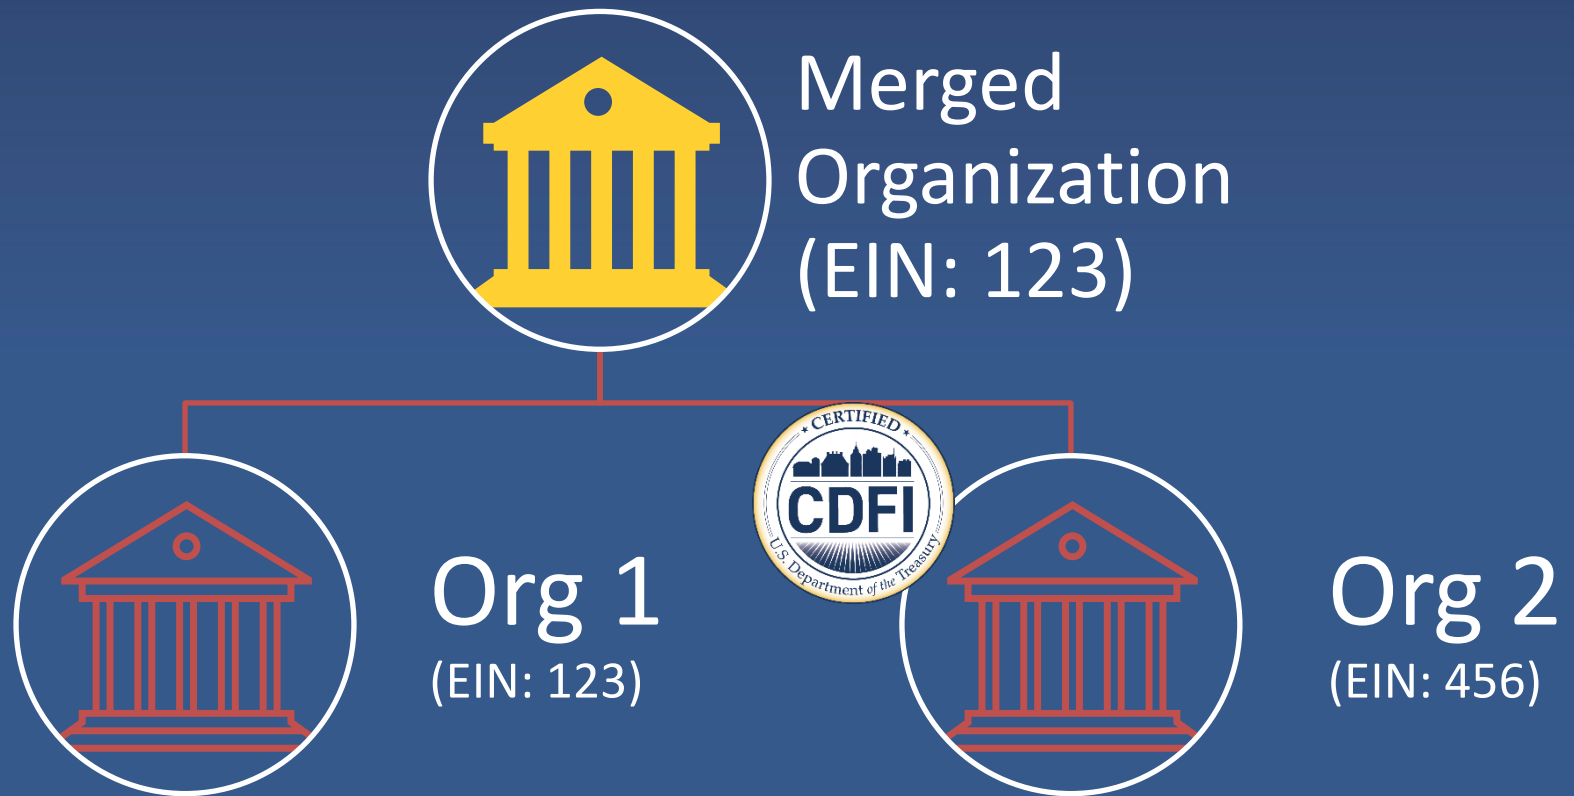 Merged
Organization
(EIN: 123)
★ CERTIFIED ★
CDFI
U.S. Department of the Treasury
Org 1
(EIN: 123)
Org 2
(EIN: 456)